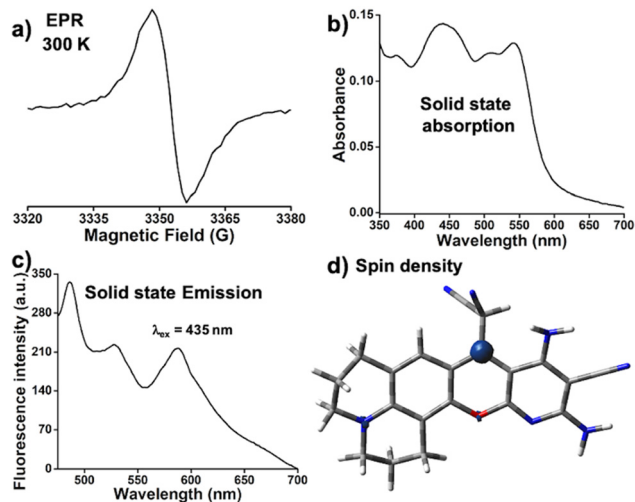 a) EPR
300 K
3320 3335 3350 3365 3380
Magnetic Field (G)
b)
0.15
0.10
0.05
0.00
Absorbance
Solid state
absorption
350 400 450 500 550 600 650 700
Wavelength (nm)
c)
350
280
210
140
70
0
Fluorescence intensity (a.u.)
Solid state Emission
λex = 435 nm
500 550 600 650 700
Wavelength (nm)
d) Spin density